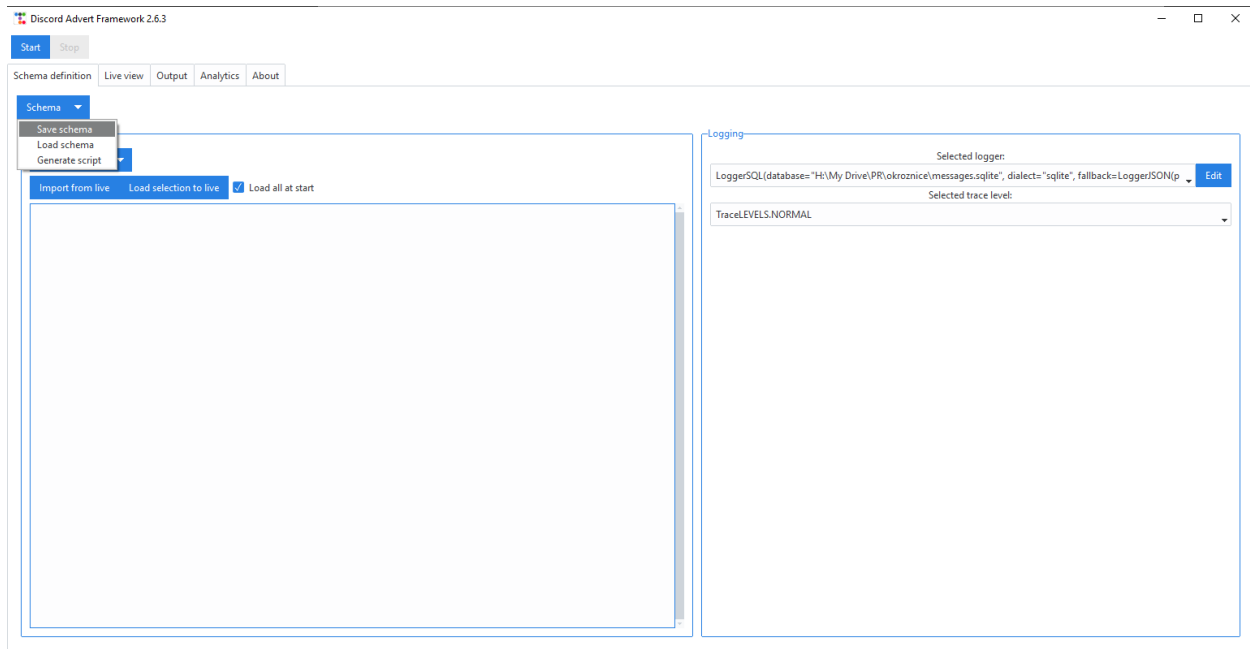 Discord Advert Framework 2.6.3
Start Stop
Schema definition Live view Output Analytics About
Schema
Save schema
Load schema
Generate script
Import from live Load selection to live Load all at start
Logging
Selected logger:
LoggerSQL(database="H:\My Drive\PR\okroznice\messages.sqlite", dialect="sqlite", fallback=LoggerJSON(p
Edit
Selected trace level:
TraceLEVELS.NORMAL